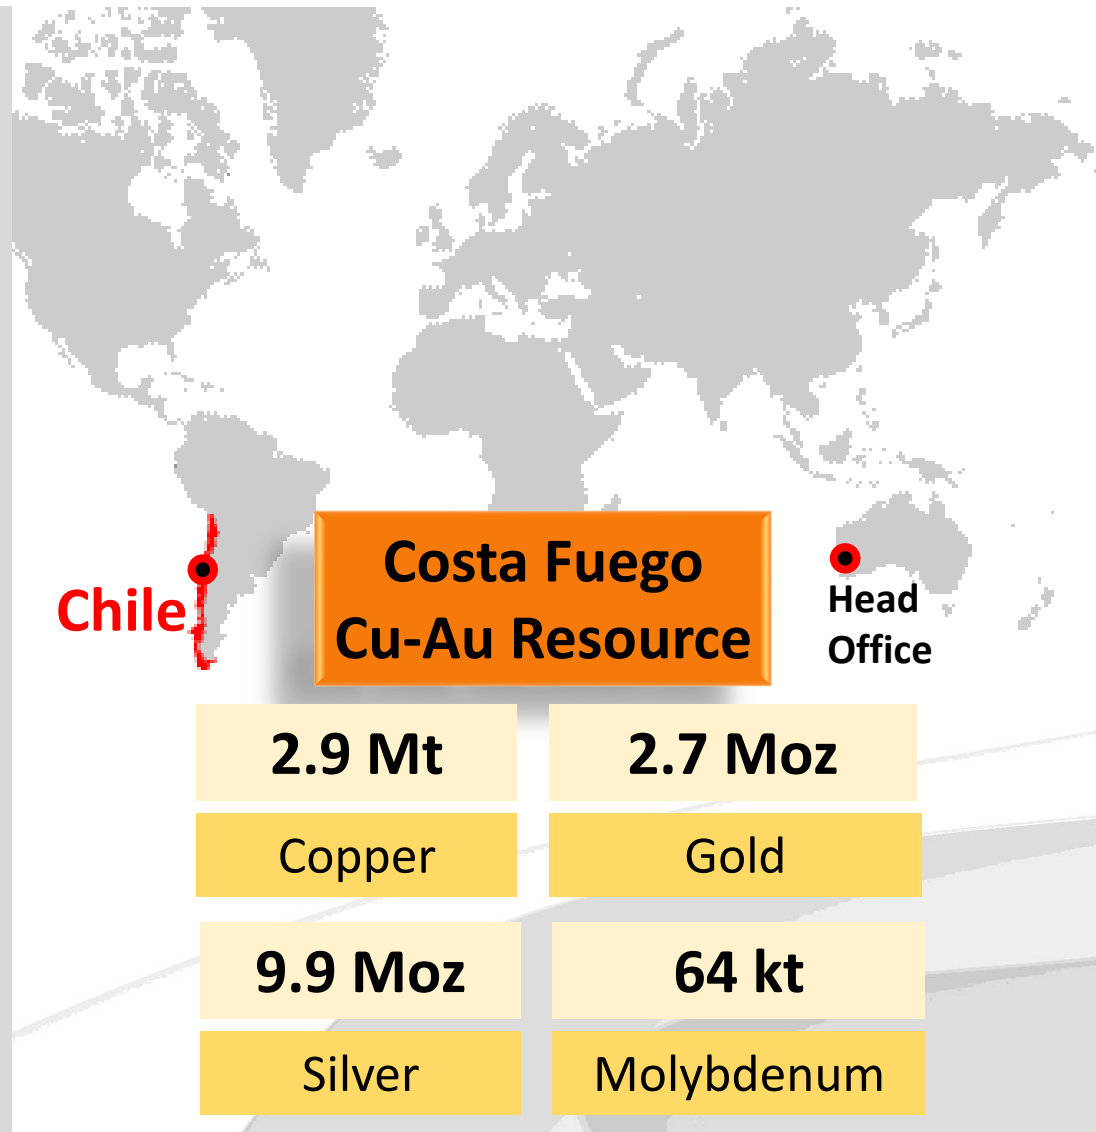 Costa Fuego
Cu-Au Resource
Chile
Head
Office
2.9 Mt
2.7 Moz
Copper
Gold
9.9 Moz
64 kt
Silver
Molybdenum